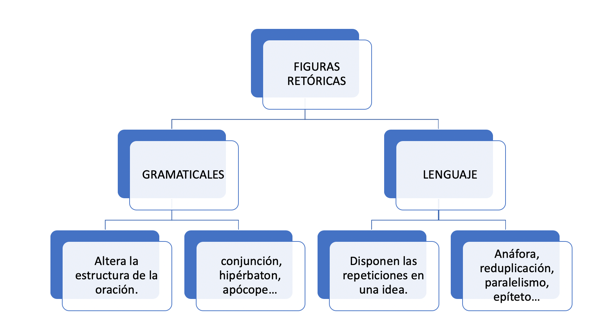 FIGURAS
RETÓRICAS
GRAMATICALES
LENGUAJE
Altera la
estructura de la
oración.
conjunción,
hipérbaton,
apócope...
Disponen las
repeticiones en
una idea.
Anáfora,
reduplicación,
paralelismo,
epíteto...